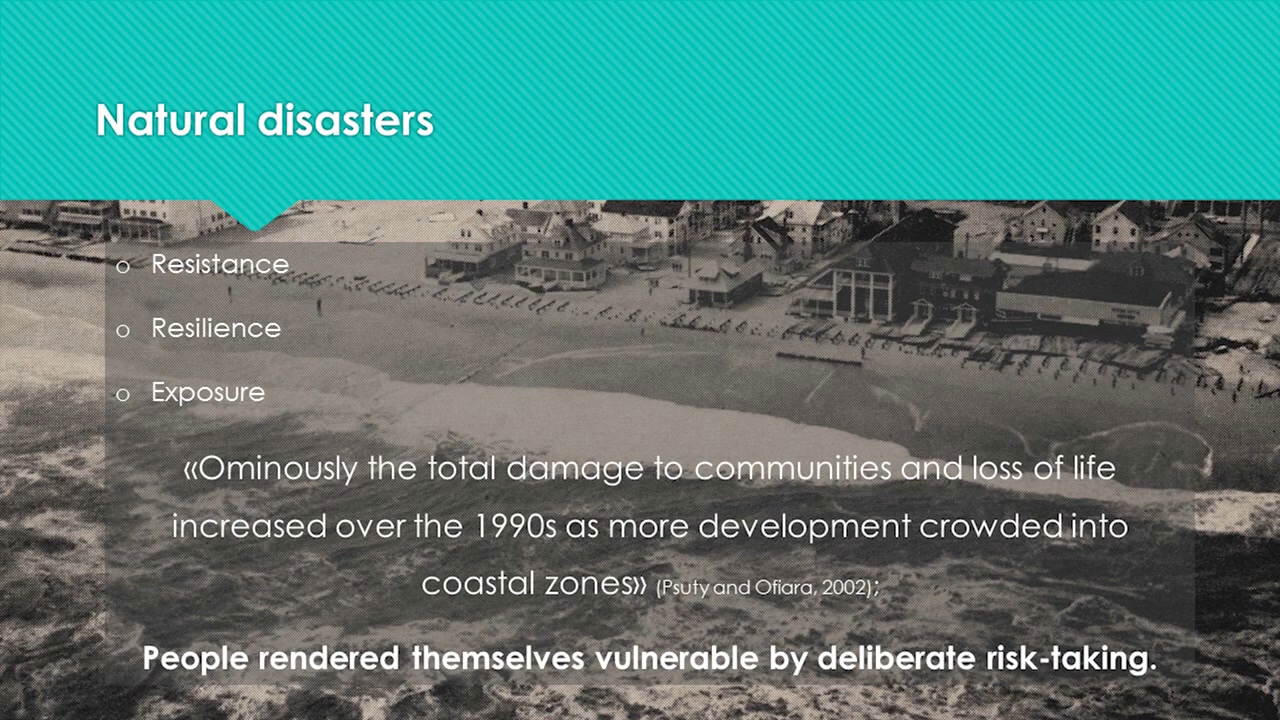 Natural disasters
o Resistance
o Resilience
o Exposure
«Ominously the total damage to communities and loss of life
increased over the 1990s as more development crowded into
coastal zones» (Psuty and Ofiara, 2002);
People rendered themselves vulnerable by deliberate risk-taking.